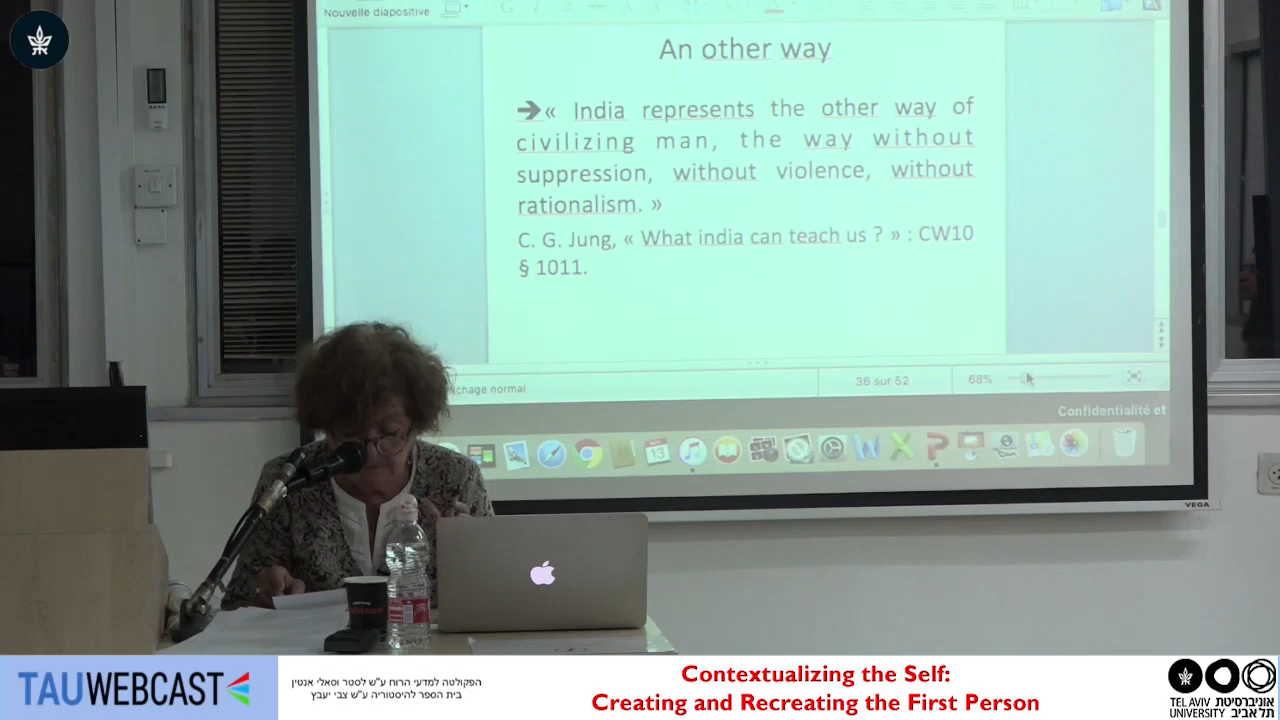 Nouvelle diapositive
An other way
➔« India represents the other way of
civilizing man, the way without
suppression, without violence, without
rationalism. »
C. G. Jung, « What india can teach us ? » : CW10
§ 1011.
chage normal
36 sur 52
68%
Confidentialité et
13
VEGA
TAUWEBCAST
הפקולטה למדעי הרוח ע"ש לסטר וסאלי אנטין
בית הספר להיסטוריה ע"ש צבי יעבץ
Contextualizing the Self:
Creating and Recreating the First Person
TEL AVIV אוניברסיטת
UNIVERSITY תל אביב